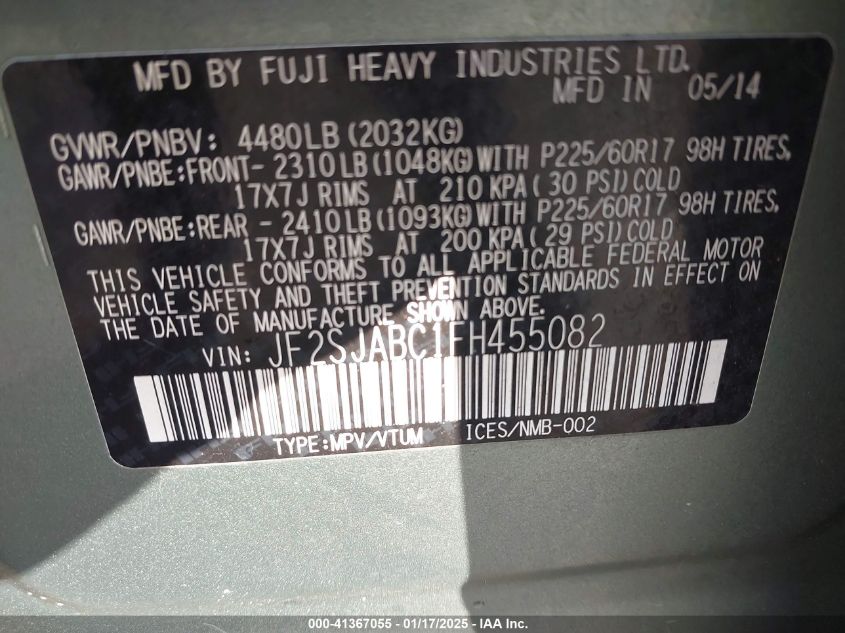 MFD BY FUJI HEAVY INDUSTRIES LTD.
MFD IN 05/14
GVWR/PNBV: 4480LB(2032KG)
GAWR/PNBE:FRONT- 2310LB(1048KG)WITH P225/60R17 98H TIRES,
17X7J RIMS AT 210 KPA( 30 PSI)COLD
GAWR/PNBE:REAR - 2410LB(1093KG)WITH P225/60R17 98H TIRES,
17X7J RIMS AT 200 KPA( 29 PSI)COLD
THIS VEHICLE CONFORMS TO ALL APPLICABLE FEDERAL MOTOR
VEHICLE SAFETY AND THEFT PREVENTION STANDARDS IN EFFECT ON
THE DATE OF MANUFACTURE SHOWN ABOVE.
VIN: JF2SJABC1FH455082
TYPE:MPV/VTUM ICES/NMB-002
000-41367055 - 01/17/2025 - IAA, Inc.